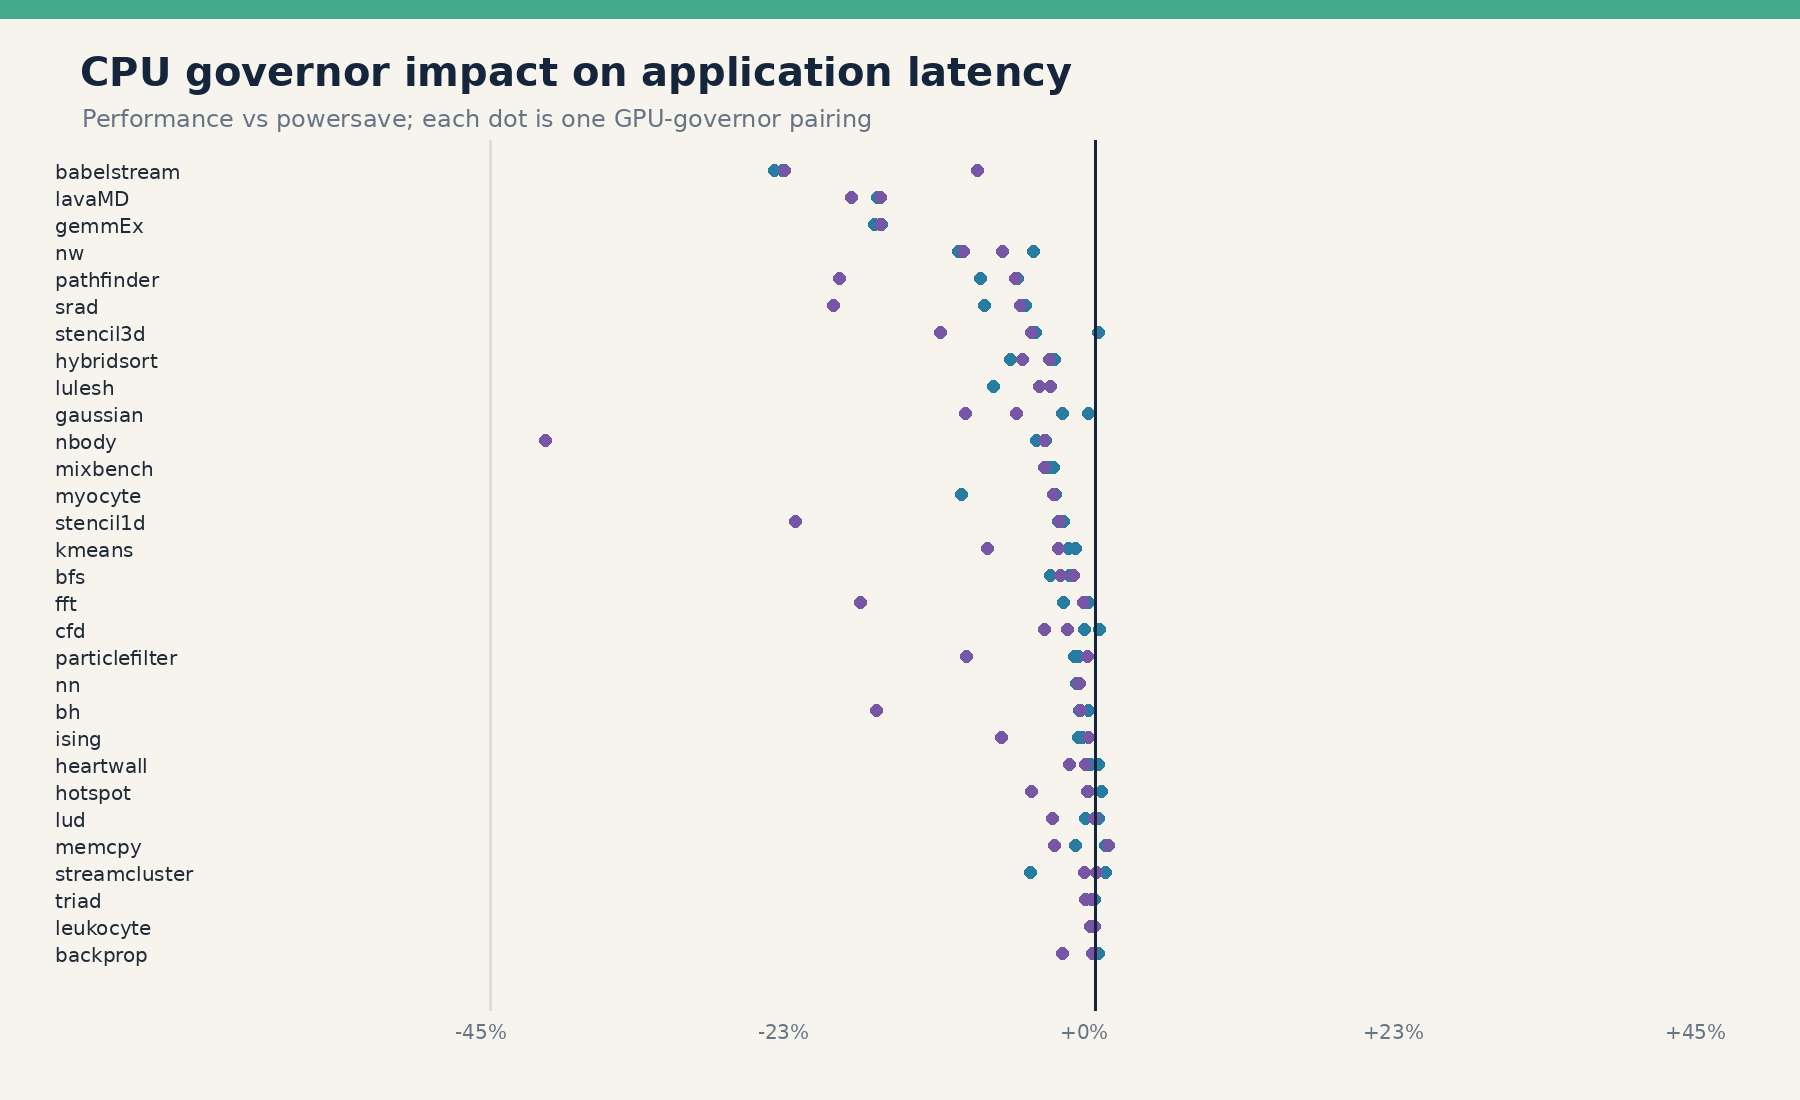 CPU governor impact on application latency
Performance vs powersave; each dot is one GPU-governor pairing
babelstream
lavaMD
gemmEx
nw
pathfinder
srad
stencil3d
hybridsort
lulesh
gaussian
nbody
mixbench
myocyte
stencil1d
kmeans
bfs
fft
cfd
particlefilter
nn
bh
ising
heartwall
hotspot
lud
memcpy
streamcluster
triad
leukocyte
backprop
-45% -23% +0% +23% +45%